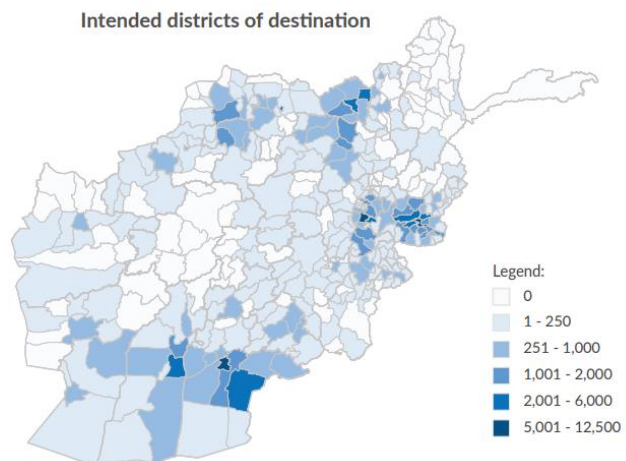 Intended districts of destination
Legend:
0
1 - 250
251 - 1,000
1,001 - 2,000
2,001 - 6,000
5,001 - 12,500